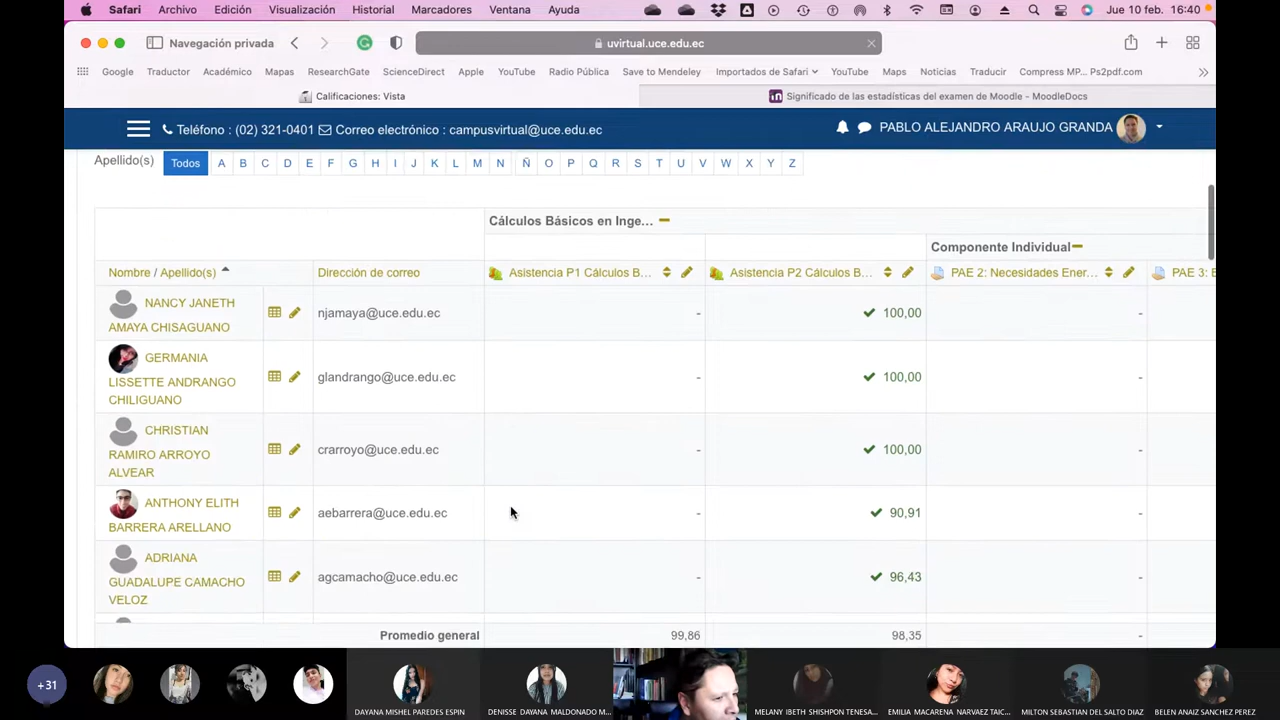 Safari Archivo Edición Visualización Historial Marcadores Ventana Ayuda Jue 10 feb. 16:40
Navegación privada uvirtual.uce.edu.ec
Google Traductor Académico Mapas ResearchGate ScienceDirect Apple YouTube Radio Pública Save to Mendeley Importados de Safari YouTube Maps Noticias Traducir Compress MP... Ps2pdf.com
Calificaciones: Vista Significado de las estadísticas del examen de Moodle - MoodleDocs
Teléfono : (02) 321-0401 Correo electrónico : campusvirtual@uce.edu.ec PABLO ALEJANDRO ARAUJO GRANDA
Apellido(s) Todos A B C D E F G H I J K L M N Ñ O P Q R S T U V W X Y Z
Cálculos Básicos en Inge...
Componente Individual
Nombre / Apellido(s) Dirección de correo Asistencia P1 Cálculos B... Asistencia P2 Cálculos B... PAE 2: Necesidades Ener... PAE 3: E
NANCY JANETH
AMAYA CHISAGUANO
njamaya@uce.edu.ec - 100,00 -
GERMANIA
LISSETTE ANDRANGO
CHILIGUANO
glandrango@uce.edu.ec - 100,00 -
CHRISTIAN
RAMIRO ARROYO
ALVEAR
crarroyo@uce.edu.ec - 100,00 -
ANTHONY ELITH
BARRERA ARELLANO
aebarrera@uce.edu.ec - 90,91 -
ADRIANA
GUADALUPE CAMACHO
VELOZ
agcamacho@uce.edu.ec - 96,43 -
Promedio general 99,86 98,35 -
+31
DAYANA MISHEL PAREDES ESPIN DENISSE DAYANA MALDONADO M... MELANY IBETH SHISHPON TENESA... EMILIA MACARENA NARVAEZ TAIC... MILTON SEBASTIAN DEL SALTO DIAZ BELEN ANAIZ SANCHEZ PEREZ